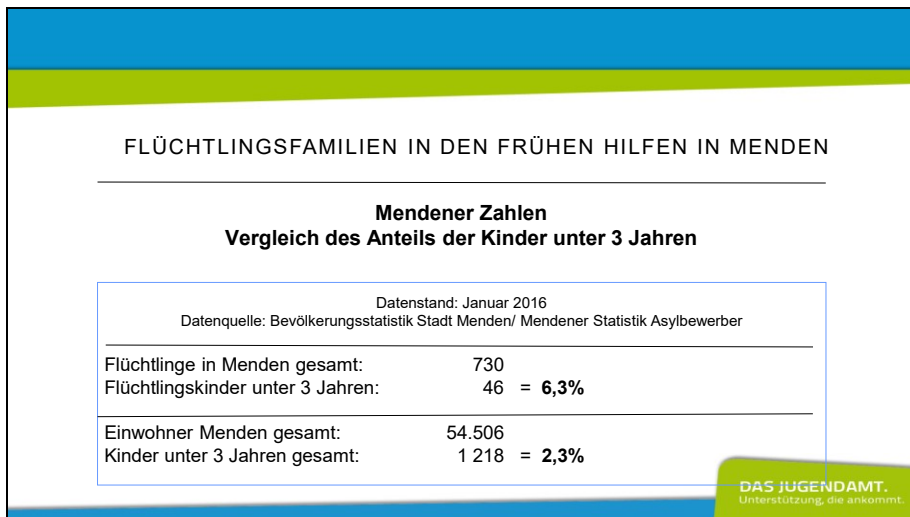 FLÜCHTLINGSFAMILIEN IN DEN FRÜHEN HILFEN IN MENDEN
Mendener Zahlen
Vergleich des Anteils der Kinder unter 3 Jahren
Datenstand: Januar 2016
Datenquelle: Bevölkerungsstatistik Stadt Menden/ Mendener Statistik Asylbewerber
Flüchtlinge in Menden gesamt: 730
Flüchtlingskinder unter 3 Jahren: 46 = 6,3%
Einwohner Menden gesamt: 54.506
Kinder unter 3 Jahren gesamt: 1 218 = 2,3%
DAS JUGENDAMT.
Unterstützung, die ankommt.